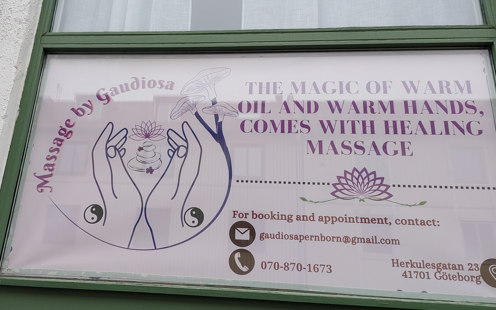 Massage by Gaudiosa
THE MAGIC OF WARM
OIL AND WARM HANDS,
COMES WITH HEALING
MASSAGE
For booking and appointment, contact:
gaudiosapernborn@gmail.com
070-870-1673
Herkulesgatan 23
41701 Göteborg